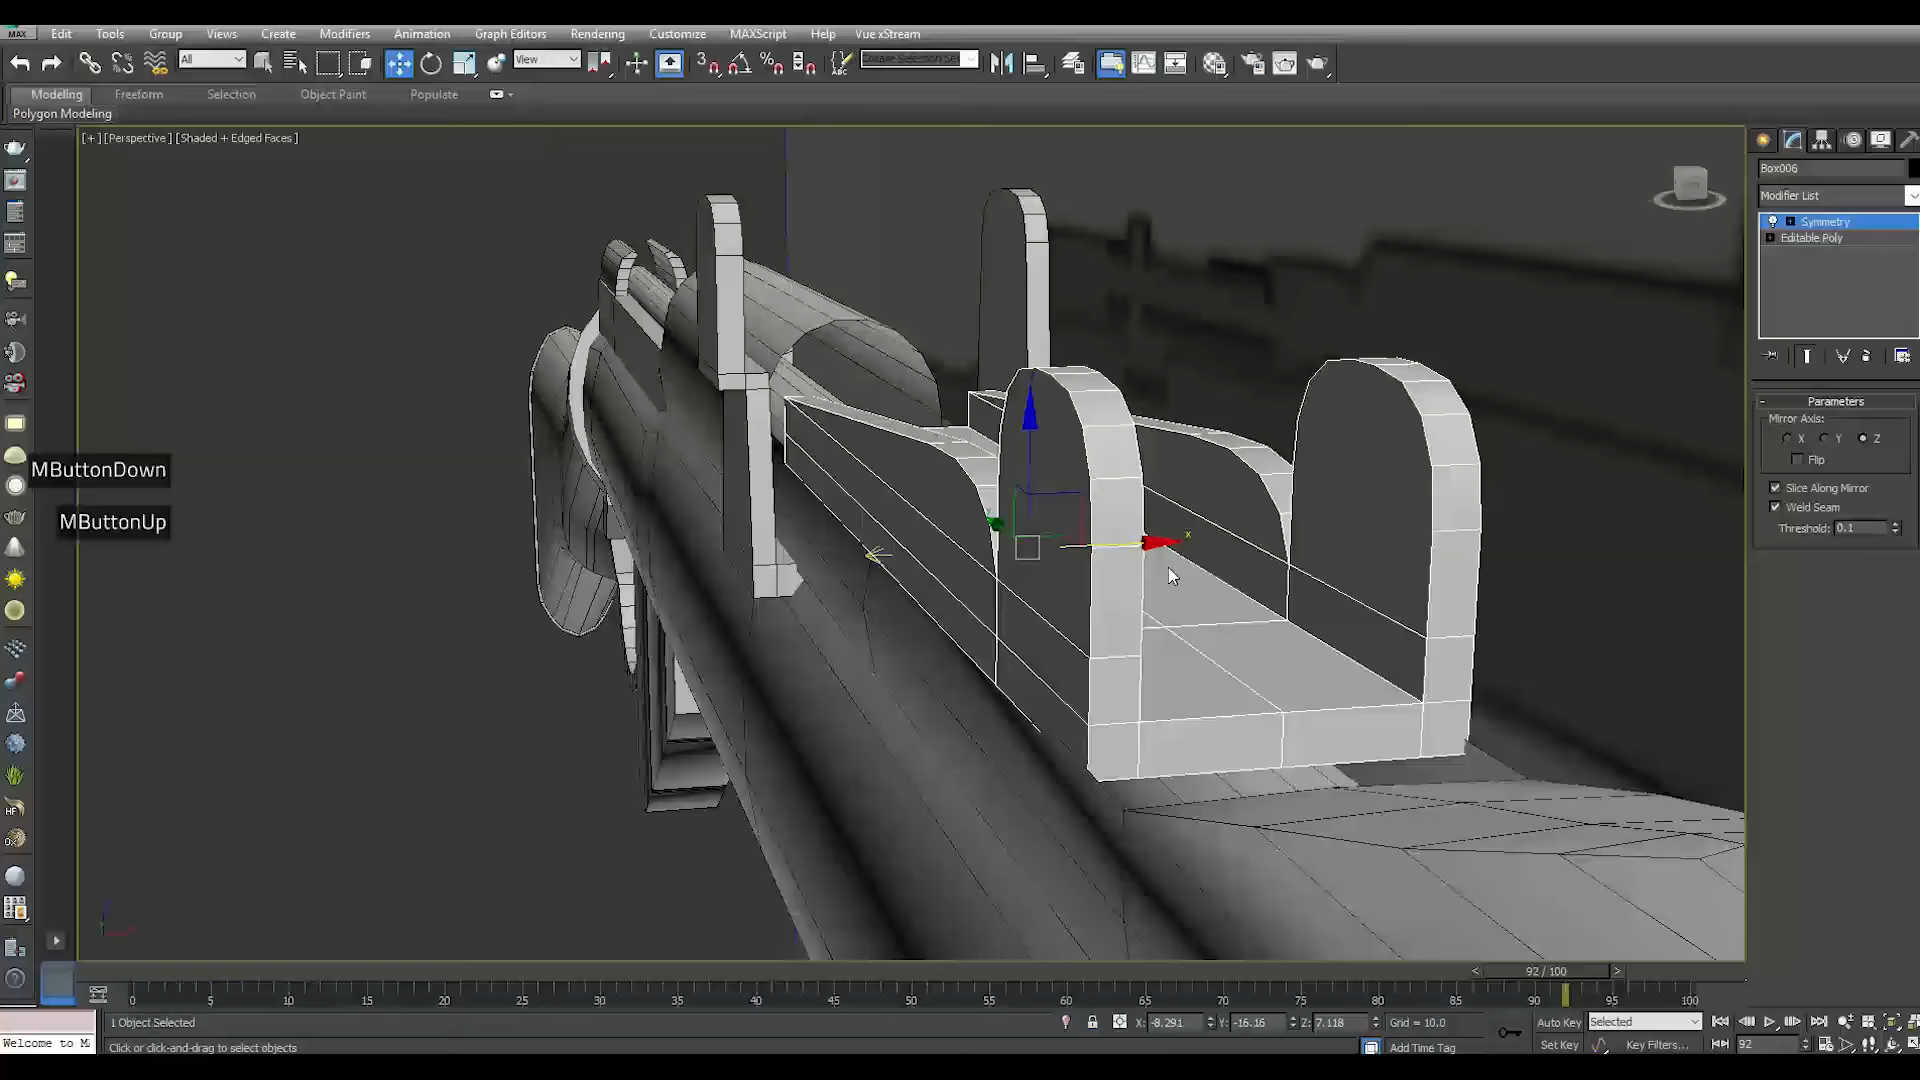 MAX Edit Tools Group Views Create Modifiers Animation Graph Editors Rendering Customize MAXScript Help Vue xStream
All
View
3
%
ABC
Modeling Freeform Selection Object Paint Populate
Polygon Modeling
[+] [Perspective] [Shaded + Edged Faces]
Box006
Modifier List
Symmetry
Editable Poly
Parameters
Mirror Axis:
X Y Z
Flip
Slice Along Mirror
Weld Seam
Threshold: 0.1
MButtonDown
MButtonUp
x
HF
92 / 100
0 5 10 15 20 25 30 35 40 45 50 55 60 65 70 75 80 85 90 95 100
1 Object Selected
X: -8.291 Y: -16.16 Z: 7.118 Grid = 10.0
Auto Key Selected
Welcome to M
Click or click-and-drag to select objects
Add Time Tag
Set Key Key Filters... 92